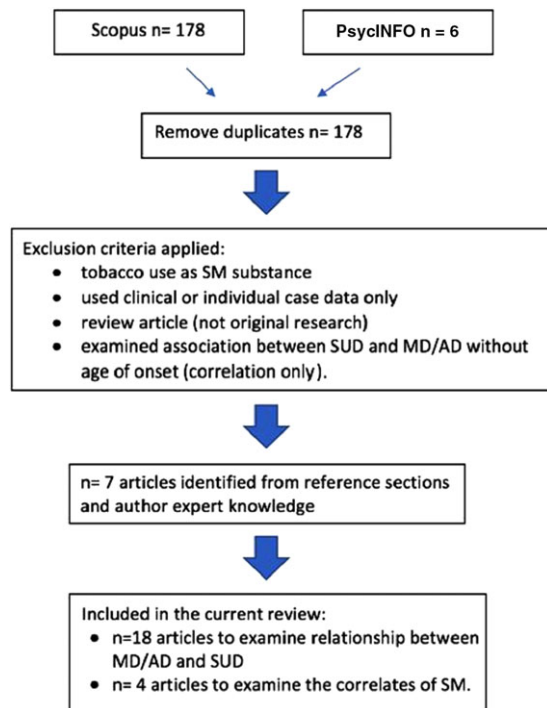 Scopus n= 178
PsycINFO n = 6
Remove duplicates n= 178
Exclusion criteria applied:
• tobacco use as SM substance
• used clinical or individual case data only
• review article (not original research)
• examined association between SUD and MD/AD without
age of onset (correlation only).
n= 7 articles identified from reference sections
and author expert knowledge
Included in the current review:
• n=18 articles to examine relationship between
MD/AD and SUD
• n= 4 articles to examine the correlates of SM.